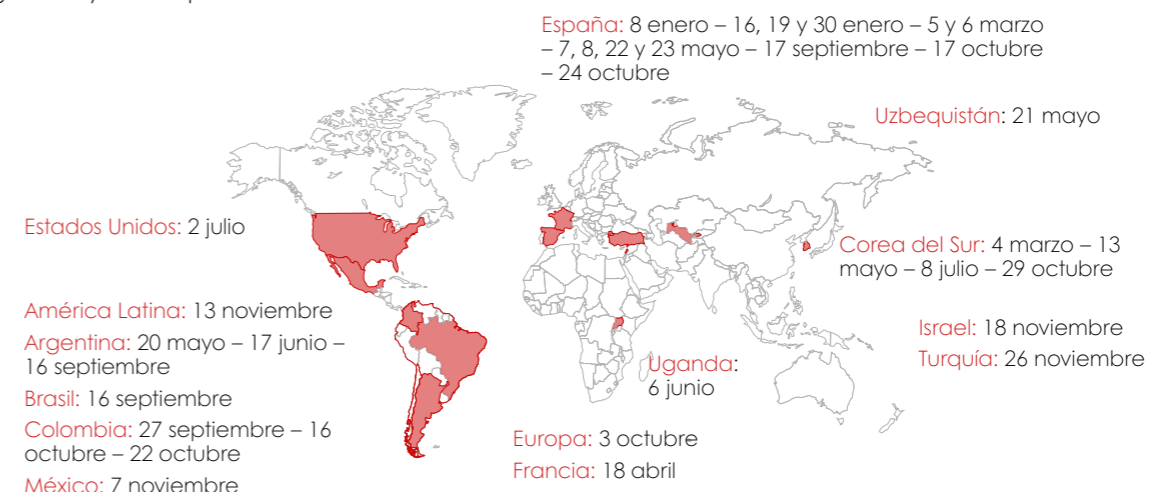 España: 8 enero – 16, 19 y 30 enero – 5 y 6 marzo
– 7, 8, 22 y 23 mayo – 17 septiembre – 17 octubre
– 24 octubre
Uzbequistán: 21 mayo
Estados Unidos: 2 julio
Corea del Sur: 4 marzo – 13
mayo – 8 julio – 29 octubre
América Latina: 13 noviembre
Argentina: 20 mayo – 17 junio –
16 septiembre
Brasil: 16 septiembre
Colombia: 27 septiembre – 16
octubre – 22 octubre
México: 7 noviembre
Israel: 18 noviembre
Turquía: 26 noviembre
Uganda:
6 junio
Europa: 3 octubre
Francia: 18 abril